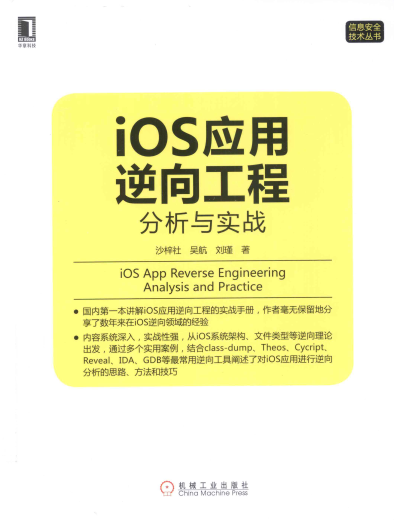 华章科技
信息安全
技术丛书
iOS应用
逆向工程
分析与实战
沙梓社 吴航 刘瑾 著
iOS App Reverse Engineering
Analysis and Practice
● 国内第一本讲解iOS应用逆向工程的实战手册，作者毫无保留地分
享了数年来在iOS逆向领域的经验
● 内容系统深入，实战性强，从iOS系统架构、文件类型等逆向理论
出发，通过多个实用案例，结合class-dump、Theos、Cycript、
Reveal、IDA、GDB等最常用逆向工具阐述了对iOS应用进行逆向
分析的思路、方法和技巧
机械工业出版社
China Machine Press